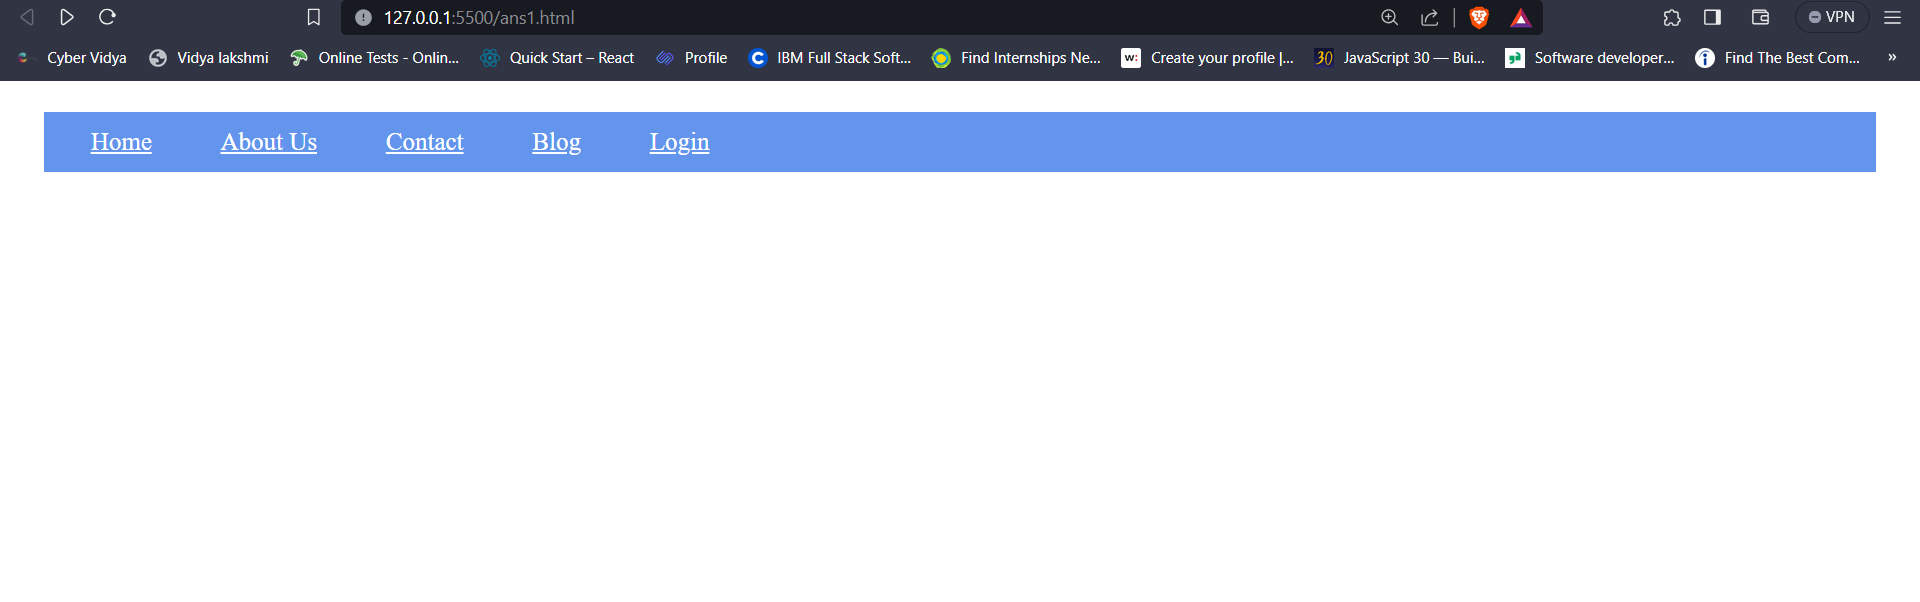 127.0.0.1:5500/ans1.html VPN
Cyber Vidya Vidya lakshmi Online Tests - Onlin... Quick Start – React Profile IBM Full Stack Soft... Find Internships Ne... w: Create your profile |... 30 JavaScript 30 — Bui... Software developer... Find The Best Com... »
Home About Us Contact Blog Login